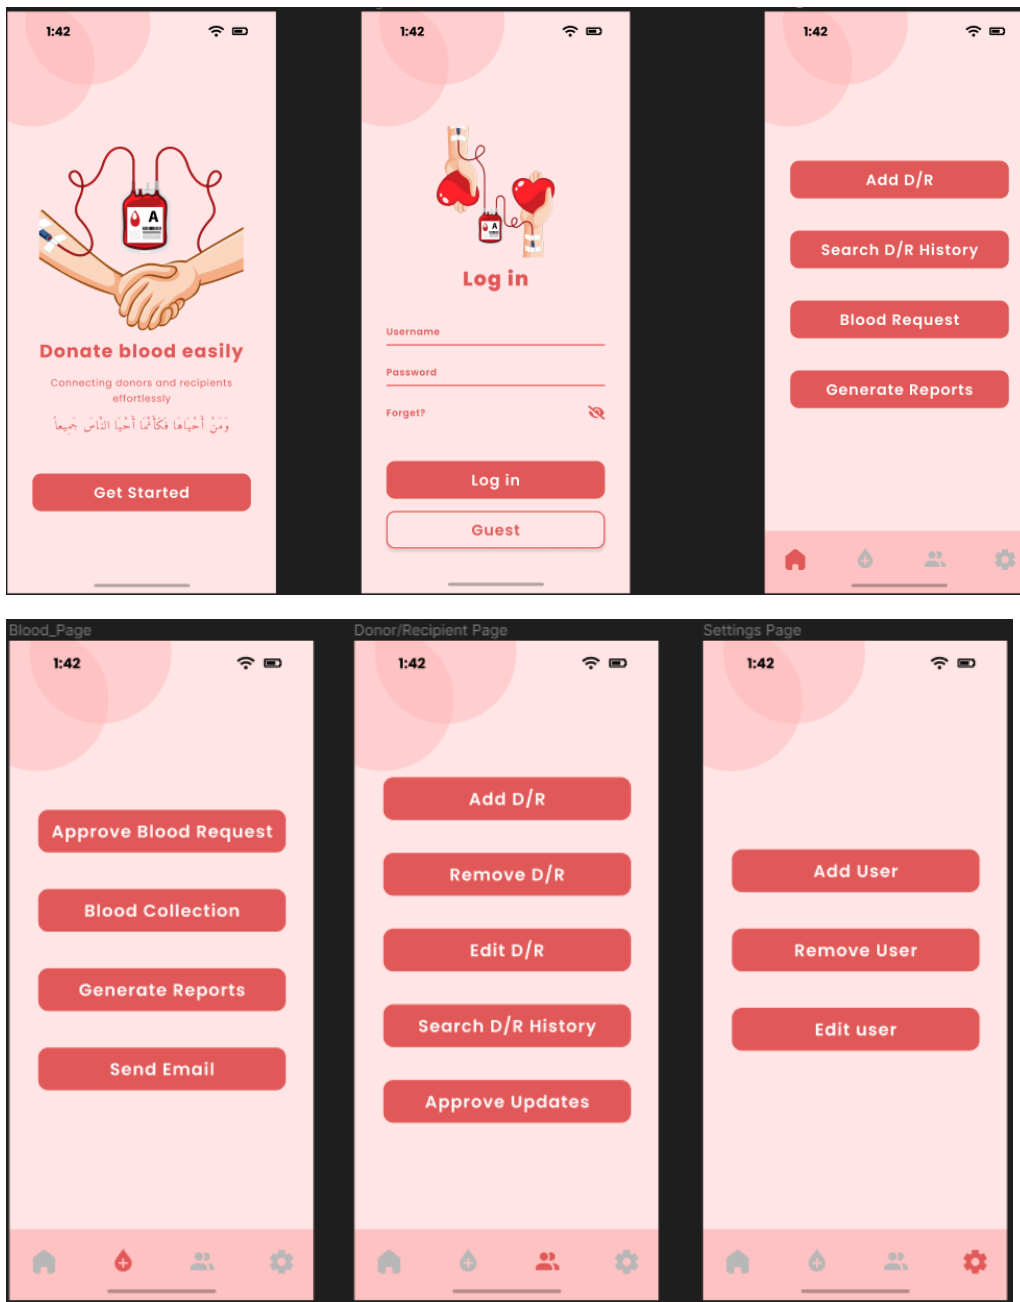 1:42
A
Donate blood easily
Connecting donors and recipients
effortlessly
وَمَنْ أَحْيَاهَا فَكَأَنَّمَا أَحْيَا النَّاسَ جَمِيعاً
Get Started
1:42
A
Log in
Username
Password
Forget?
Log in
Guest
1:42
Add D/R
Search D/R History
Blood Request
Generate Reports
Blood_Page
1:42
Approve Blood Request
Blood Collection
Generate Reports
Send Email
Donor/Recipient Page
1:42
Add D/R
Remove D/R
Edit D/R
Search D/R History
Approve Updates
Settings Page
1:42
Add User
Remove User
Edit user